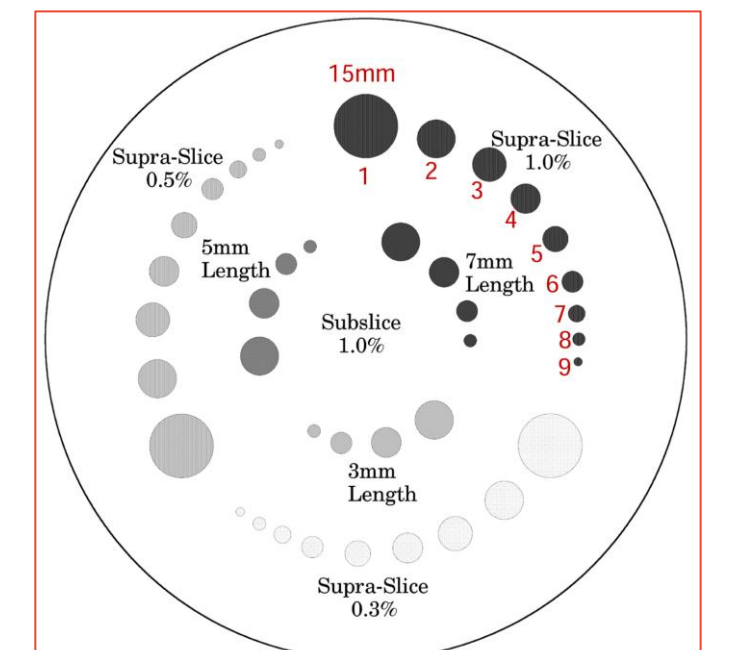 15mm
1
2
Supra-Slice
1.0%
3
4
5
6
7
8
9
Supra-Slice
0.5%
5mm
Length
7mm
Length
Subslice
1.0%
3mm
Length
Supra-Slice
0.3%